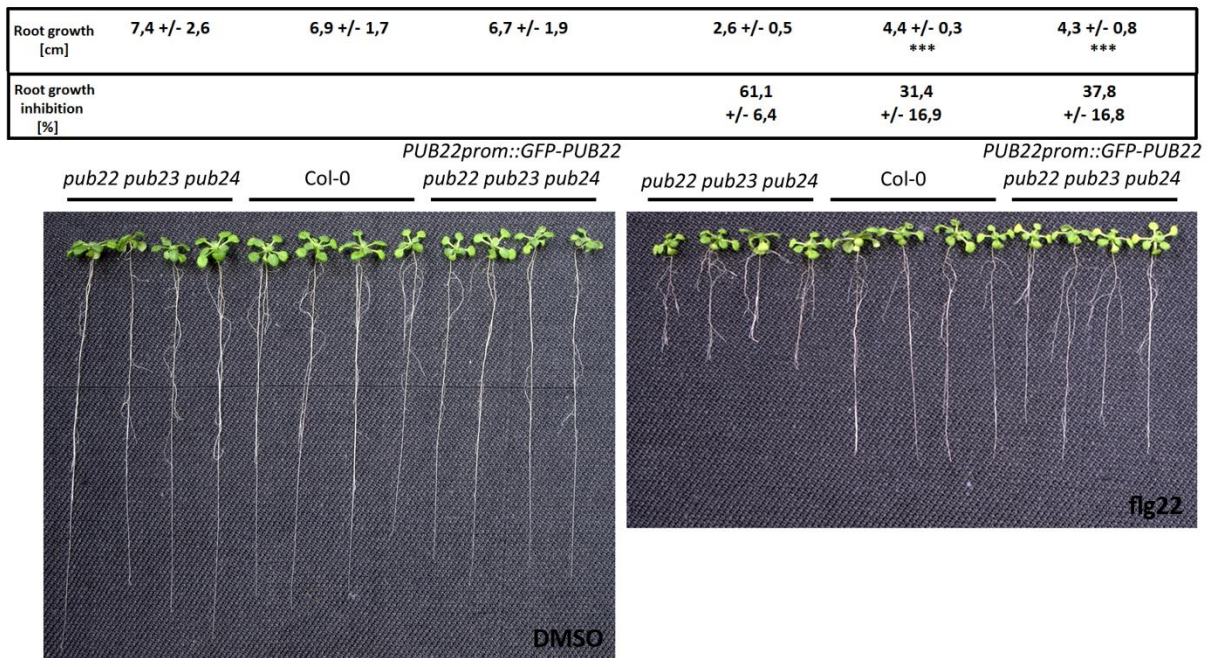 Root growth [cm] 7,4 +/- 2,6 6,9 +/- 1,7 6,7 +/- 1,9 2,6 +/- 0,5 4,4 +/- 0,3 *** 4,3 +/- 0,8 ***
Root growth inhibition [%] 61,1 +/- 6,4 31,4 +/- 16,9 37,8 +/- 16,8
PUB22prom::GFP-PUB22 PUB22prom::GFP-PUB22
pub22 pub23 pub24 Col-0 pub22 pub23 pub24 pub22 pub23 pub24 Col-0 pub22 pub23 pub24
flg22
DMSO